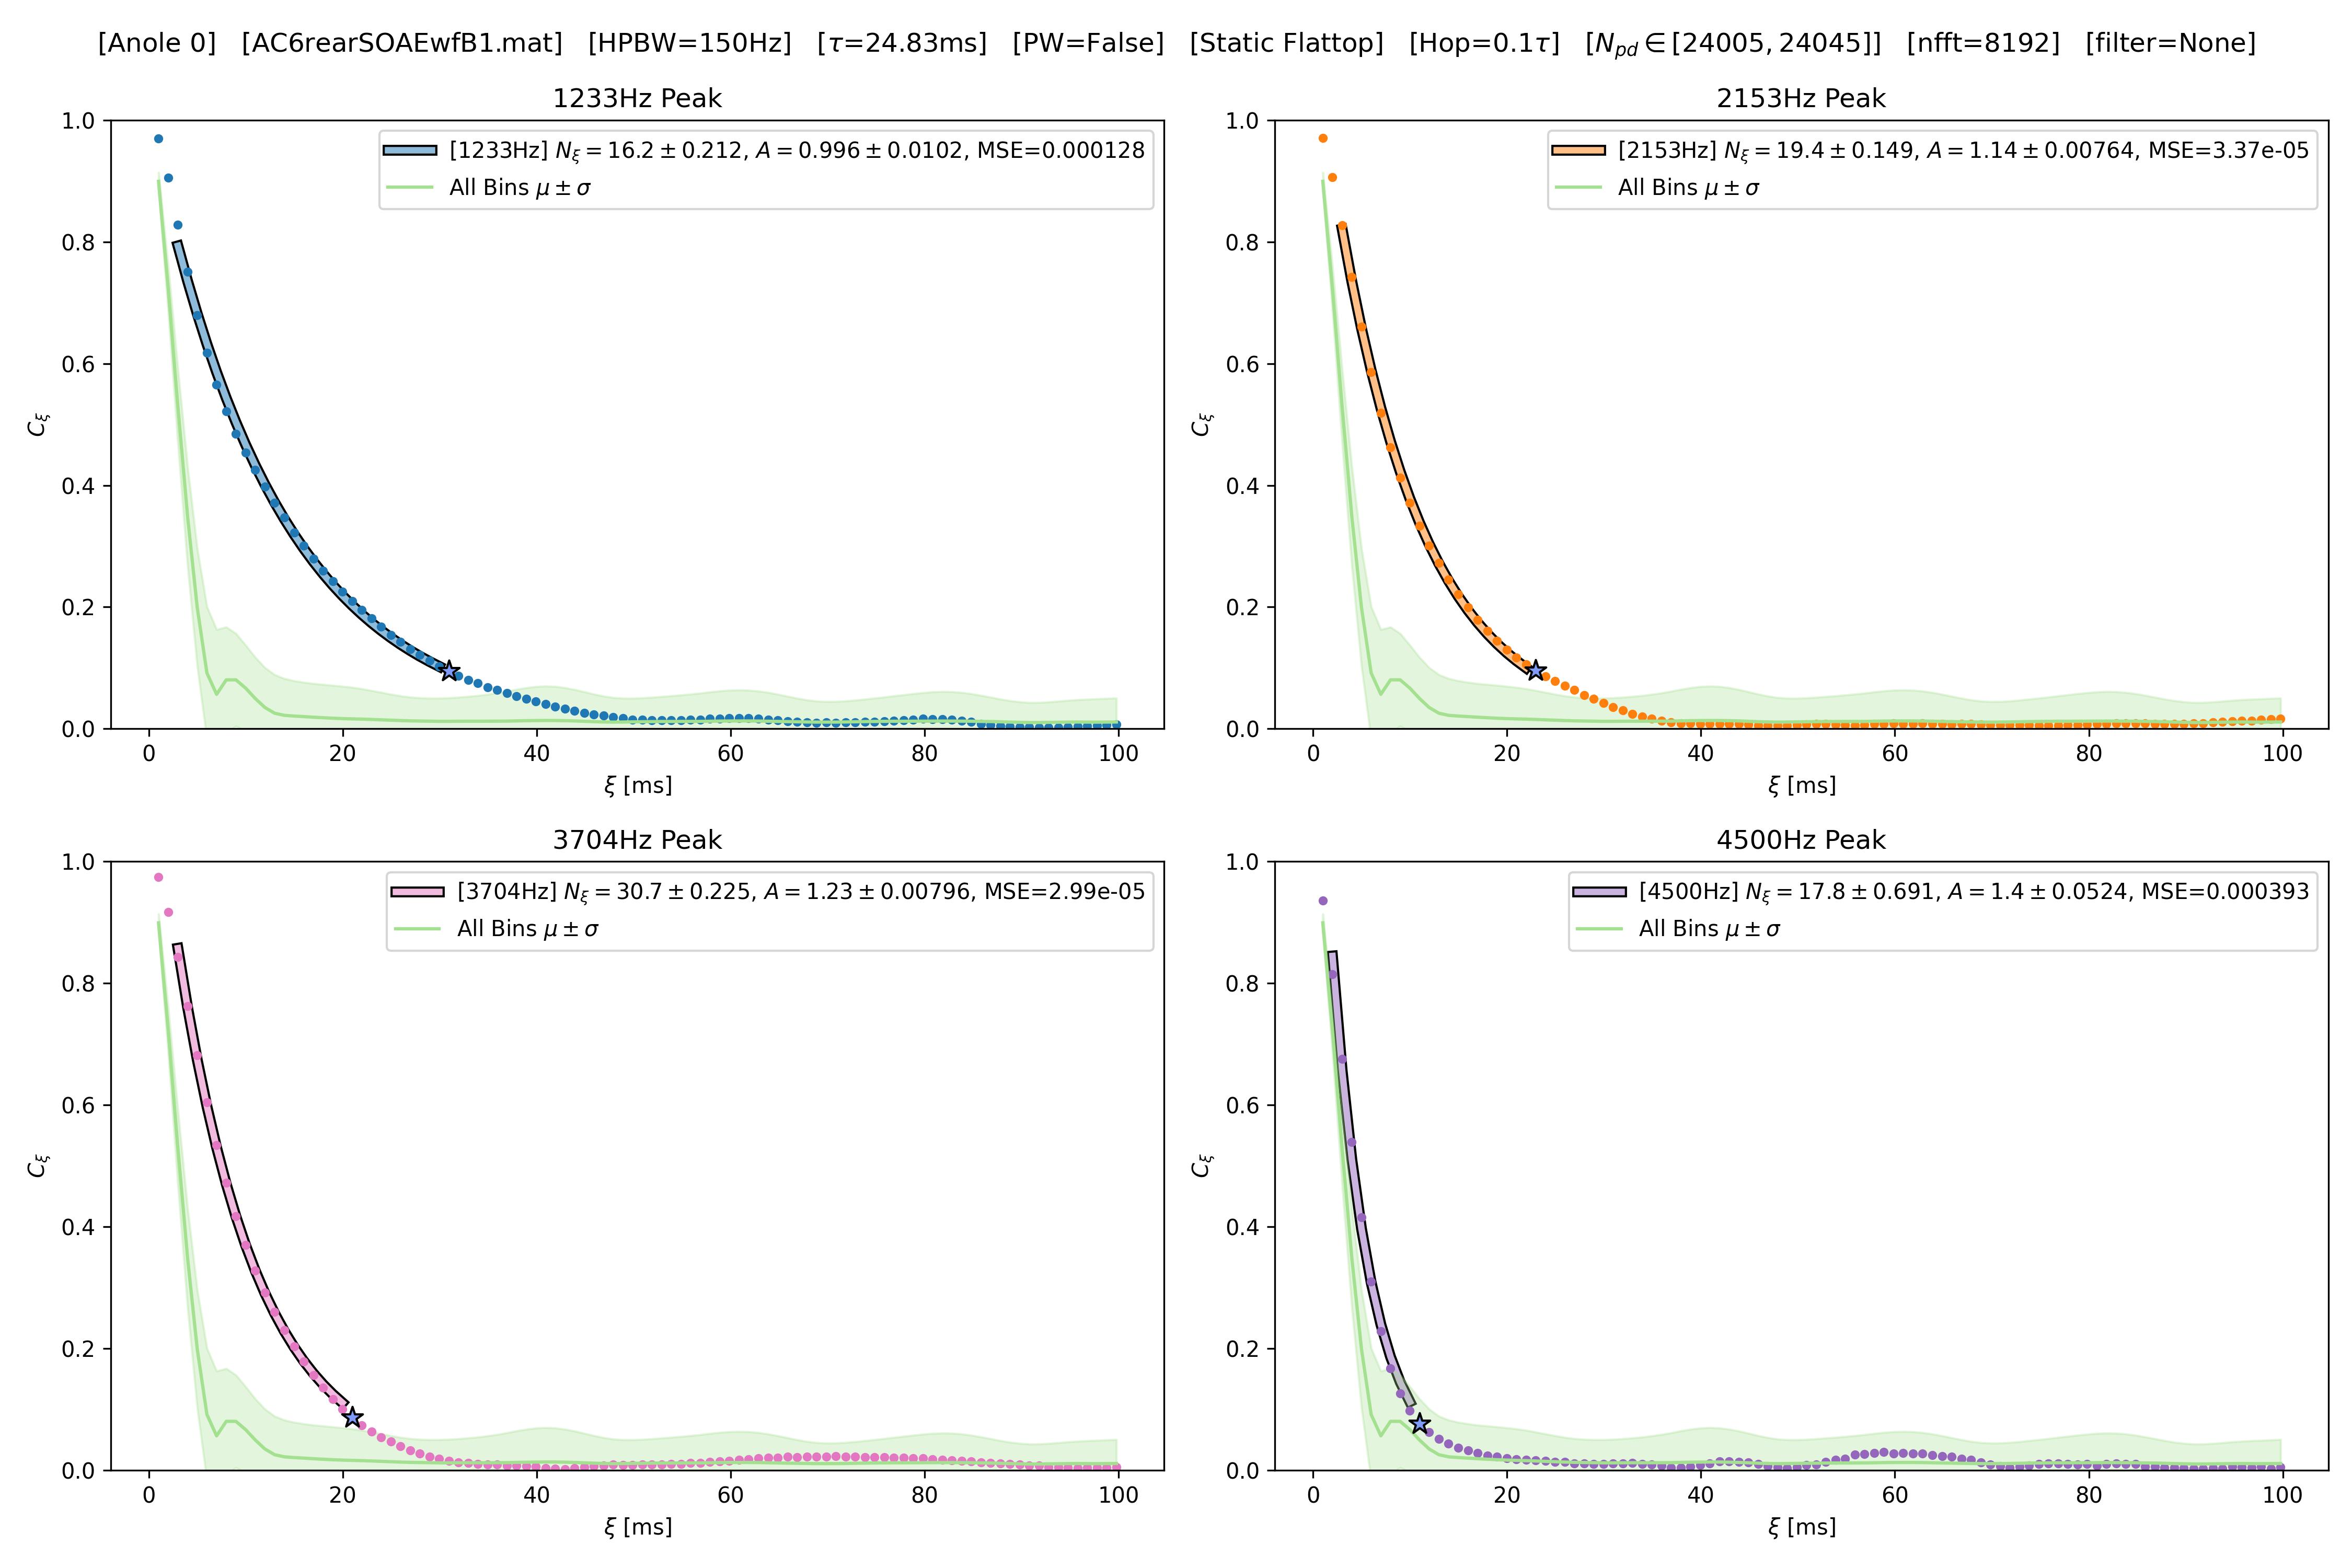 [Anole 0] [AC6rearSOAEwfB1.mat] [HPBW=150Hz] [τ=24.83ms] [PW=False] [Static Flattop] [Hop=0.1τ] [N_pd ∈ [24005, 24045]] [nfft=8192] [filter=None]
1233Hz Peak
[1233Hz] N_ξ = 16.2 ± 0.212, A = 0.996 ± 0.0102, MSE=0.000128
All Bins μ ± σ
1.0
0.8
0.6
0.4
0.2
0.0
C_ξ
0 20 40 60 80 100
ξ [ms]
2153Hz Peak
[2153Hz] N_ξ = 19.4 ± 0.149, A = 1.14 ± 0.00764, MSE=3.37e-05
All Bins μ ± σ
1.0
0.8
0.6
0.4
0.2
0.0
C_ξ
0 20 40 60 80 100
ξ [ms]
3704Hz Peak
[3704Hz] N_ξ = 30.7 ± 0.225, A = 1.23 ± 0.00796, MSE=2.99e-05
All Bins μ ± σ
1.0
0.8
0.6
0.4
0.2
0.0
C_ξ
0 20 40 60 80 100
ξ [ms]
4500Hz Peak
[4500Hz] N_ξ = 17.8 ± 0.691, A = 1.4 ± 0.0524, MSE=0.000393
All Bins μ ± σ
1.0
0.8
0.6
0.4
0.2
0.0
C_ξ
0 20 40 60 80 100
ξ [ms]